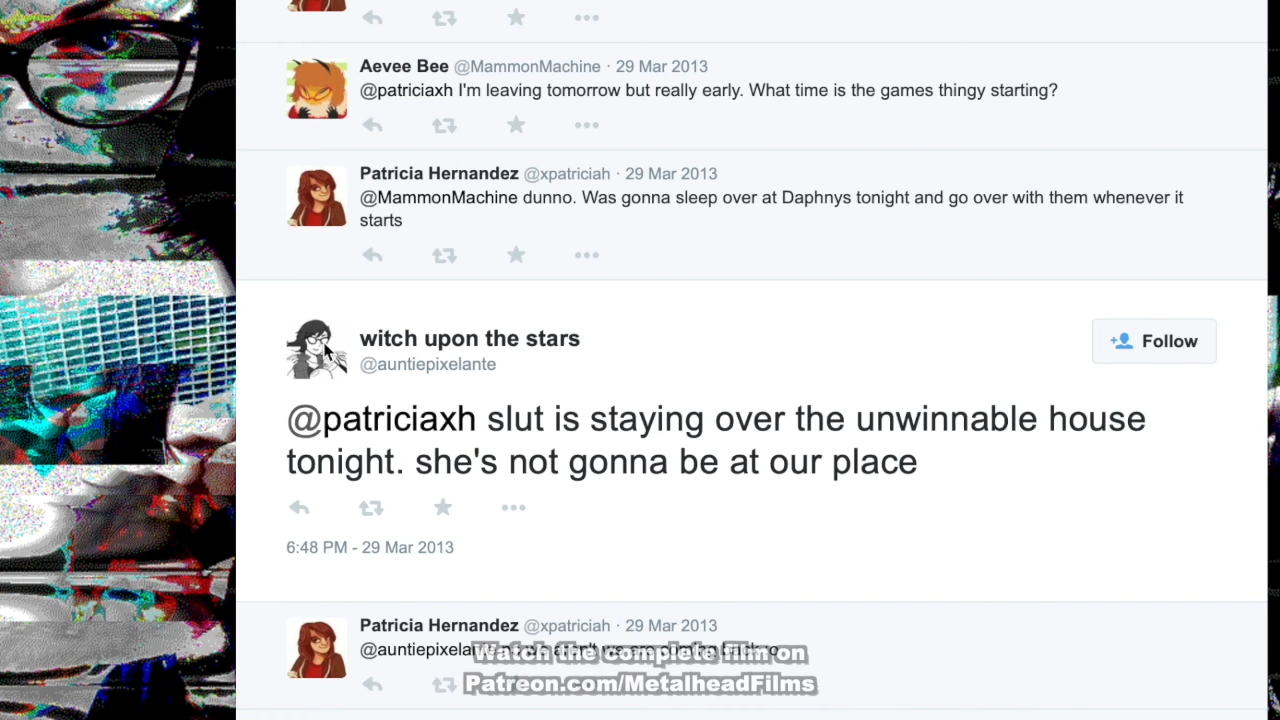 Aevee Bee @MammonMachine · 29 Mar 2013
@patriciaxh I'm leaving tomorrow but really early. What time is the games thingy starting?
Patricia Hernandez @xpatriciah · 29 Mar 2013
@MammonMachine dunno. Was gonna sleep over at Daphnys tonight and go over with them whenever it
starts
witch upon the stars
@auntiepixelante
Follow
@patriciaxh slut is staying over the unwinnable house
tonight. she's not gonna be at our place
6:48 PM - 29 Mar 2013
Patricia Hernandez @xpatriciah · 29 Mar 2013
Watch the complete film on
Patreon.com/MetalheadFilms